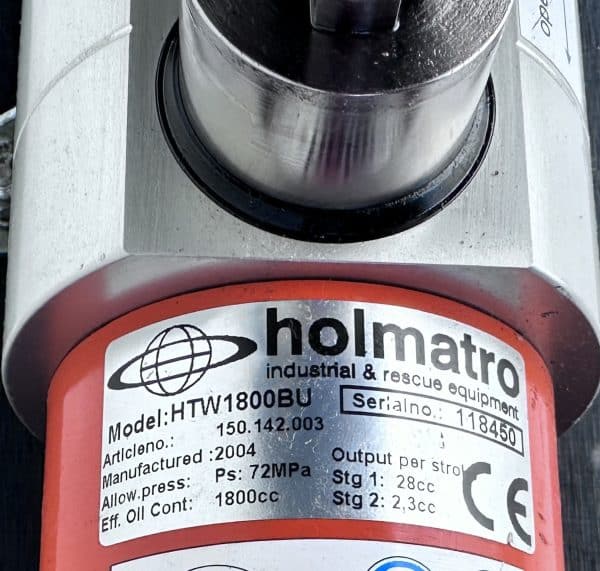 holmatro
industrial & rescue equipment
Model:HTW1800BU
Serialno.: 118450
Articleno.: 150.142.003
Manufactured :2004
Allow.press: Ps: 72MPa
Eff. Oil Cont: 1800cc
Output per stro
Stg 1: 28cc
Stg 2: 2,3cc
CE